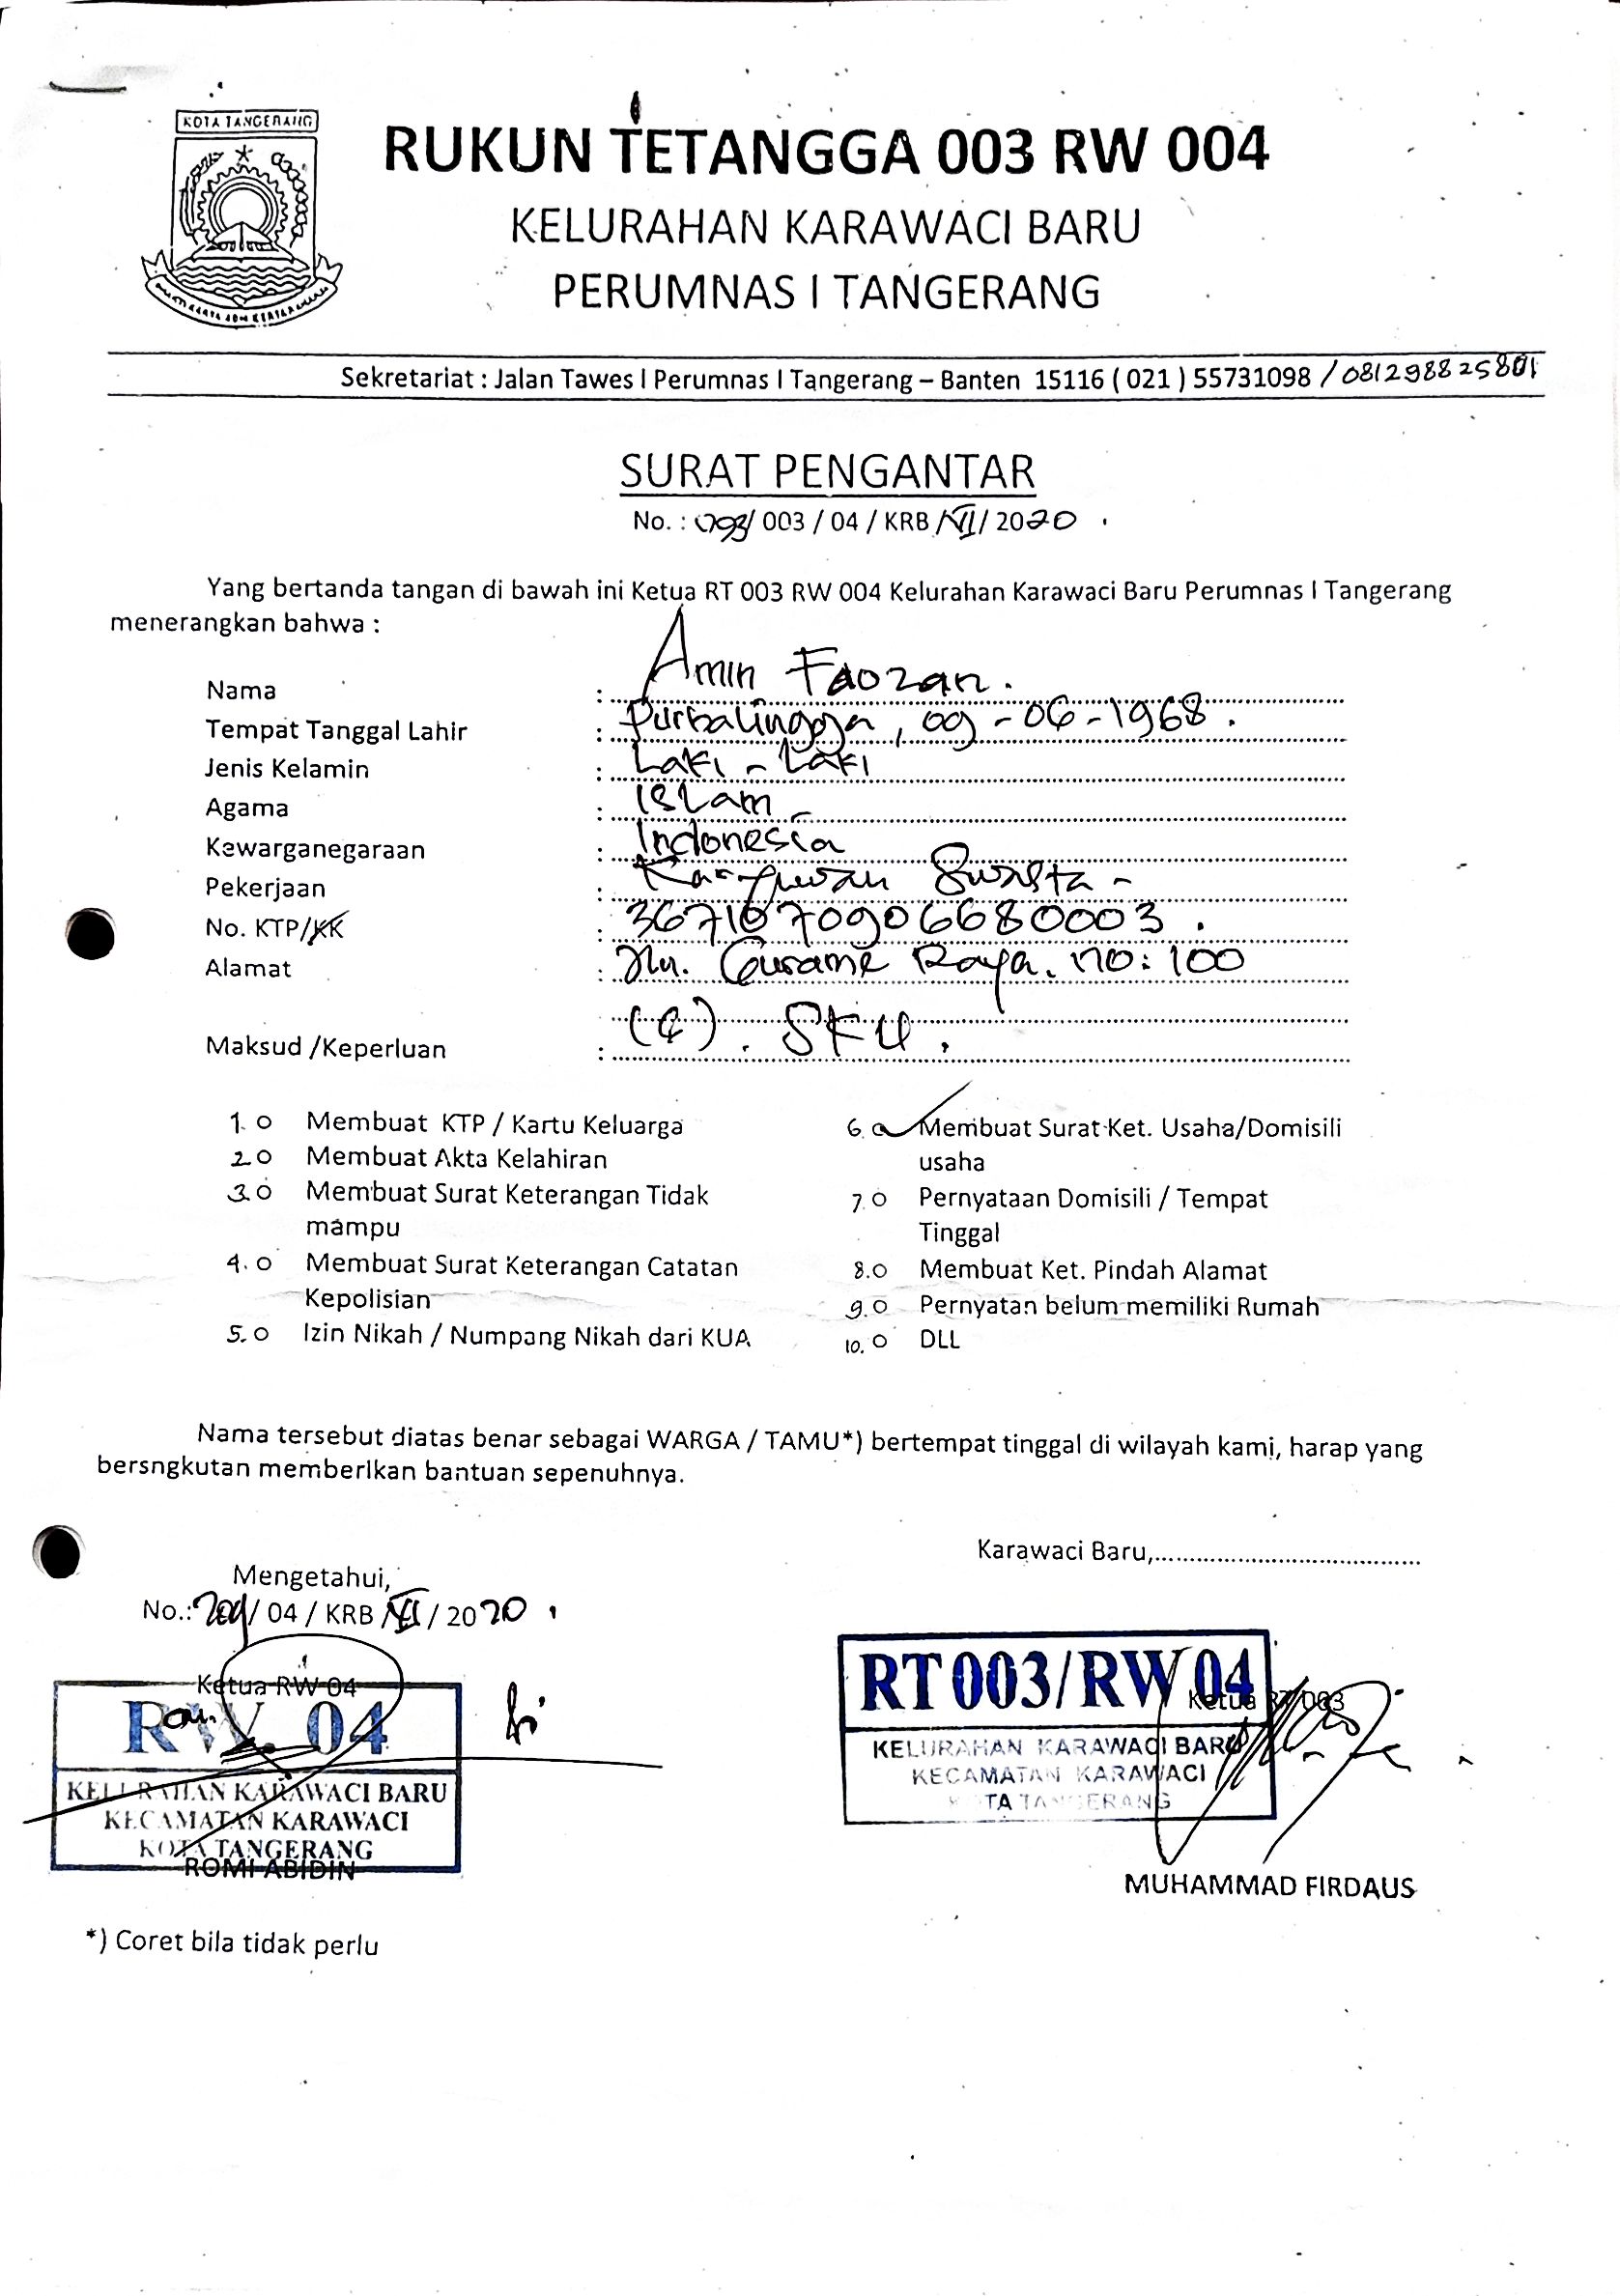 KOTA TANGERANG
RUKUN TETANGGA 003 RW 004
KELURAHAN KARAWACI BARU
PERUMNAS I TANGERANG
Sekretariat : Jalan Tawes I Perumnas I Tangerang – Banten 15116 ( 021 ) 55731098 / 081298825801
SURAT PENGANTAR
No. : 093/ 003 / 04 / KRB /VII/ 2020
Yang bertanda tangan di bawah ini Ketua RT 003 RW 004 Kelurahan Karawaci Baru Perumnas I Tangerang
menerangkan bahwa :
Nama : Amin Faozan.
Tempat Tanggal Lahir : Purbalingga, 09-06-1968.
Jenis Kelamin : Laki - Laki
Agama : Islam
Kewarganegaraan : Indonesia
Pekerjaan : Karyawan Swasta -
No. KTP/KK : 3671070906680003.
Alamat : Jln. Gurame Raya. no: 100
Maksud /Keperluan : SKU.
1. O Membuat KTP / Kartu Keluarga
2 O Membuat Akta Kelahiran
3. O Membuat Surat Keterangan Tidak
mampu
4. O Membuat Surat Keterangan Catatan
Kepolisian
5. O Izin Nikah / Numpang Nikah dari KUA
6. O Membuat Surat Ket. Usaha/Domisili
usaha
7. O Pernyataan Domisili / Tempat
Tinggal
8. O Membuat Ket. Pindah Alamat
9. O Pernyatan belum memiliki Rumah
10. O DLL
Nama tersebut diatas benar sebagai WARGA / TAMU*) bertempat tinggal di wilayah kami, harap yang
bersngkutan memberikan bantuan sepenuhnya.
Karawaci Baru,......................................
Mengetahui,
No.: / 04 / KRB / / 2020
Ketua RW 04
RW. 04
KELURAHAN KARAWACI BARU
KECAMATAN KARAWACI
KOTA TANGERANG
ROMI ABIDIN
RT 003/RW 04
Ketua RT 003
KELURAHAN KARAWACI BARU
KECAMATAN KARAWACI
KOTA TANGERANG
MUHAMMAD FIRDAUS
*) Coret bila tidak perlu